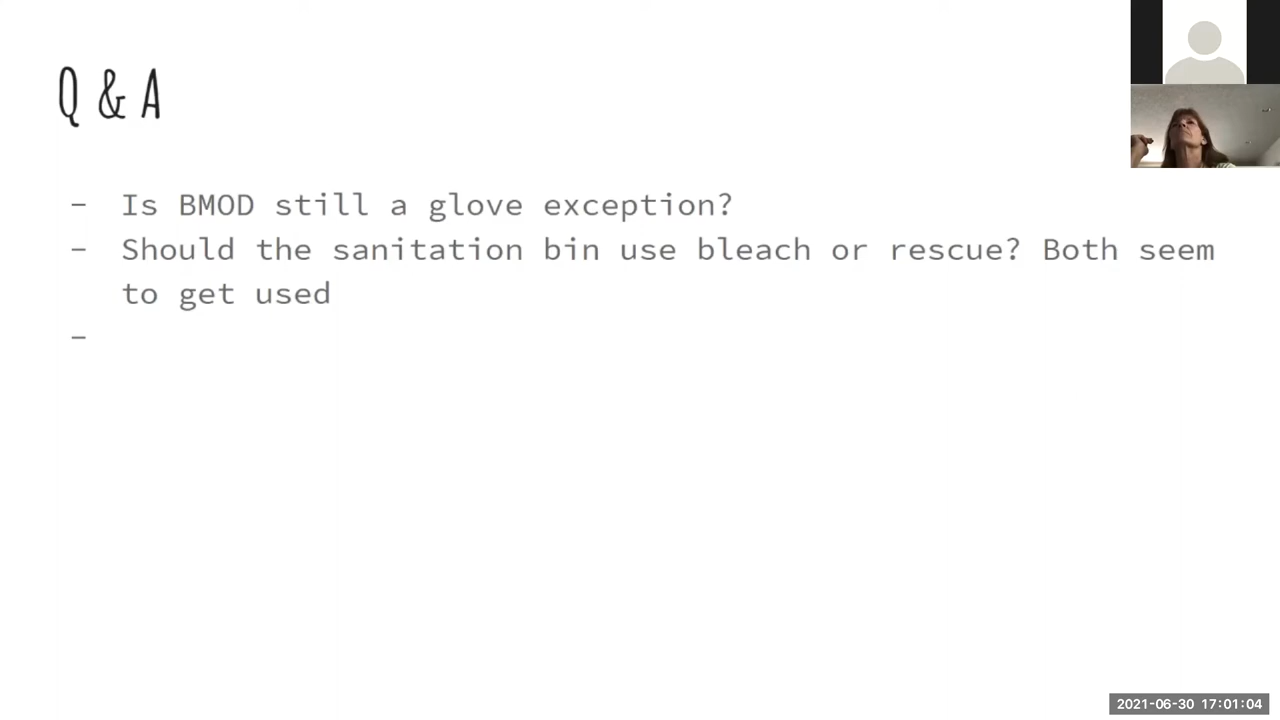 Q & A
- Is BMOD still a glove exception?
- Should the sanitation bin use bleach or rescue? Both seem
to get used
-
2021-06-30 17:01:04